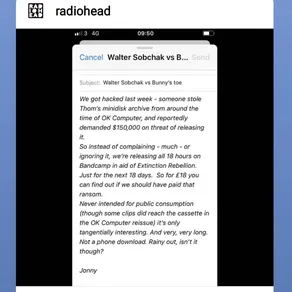 radiohead
3 4G 09:50
Cancel Walter Sobchak vs B... Send
Subject: Walter Sobchak vs Bunny's toe
We got hacked last week - someone stole
Thom's minidisk archive from around the
time of OK Computer, and reportedly
demanded $150,000 on threat of releasing
it.
So instead of complaining - much - or
ignoring it, we're releasing all 18 hours on
Bandcamp in aid of Extinction Rebellion.
Just for the next 18 days. So for £18 you
can find out if we should have paid that
ransom.
Never intended for public consumption
(though some clips did reach the cassette in
the OK Computer reissue) it's only
tangentially interesting. And very, very long.
Not a phone download. Rainy out, isn't it
though?
Jonny